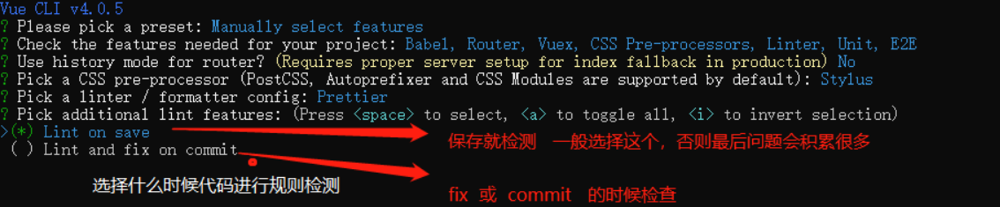 Vue CLI v4.0.5
? Please pick a preset: Manually select features
? Check the features needed for your project: Babel, Router, Vuex, CSS Pre-processors, Linter, Unit, E2E
? Use history mode for router? (Requires proper server setup for index fallback in production) No
? Pick a CSS pre-processor (PostCSS, Autoprefixer and CSS Modules are supported by default): Stylus
? Pick a linter / formatter config: Prettier
? Pick additional lint features: (Press <space> to select, <a> to toggle all, <i> to invert selection)
>(*) Lint on save
保存就检测 一般选择这个，否则最后问题会积累很多
( ) Lint and fix on commit
选择什么时候代码进行规则检测
fix 或 commit 的时候检查